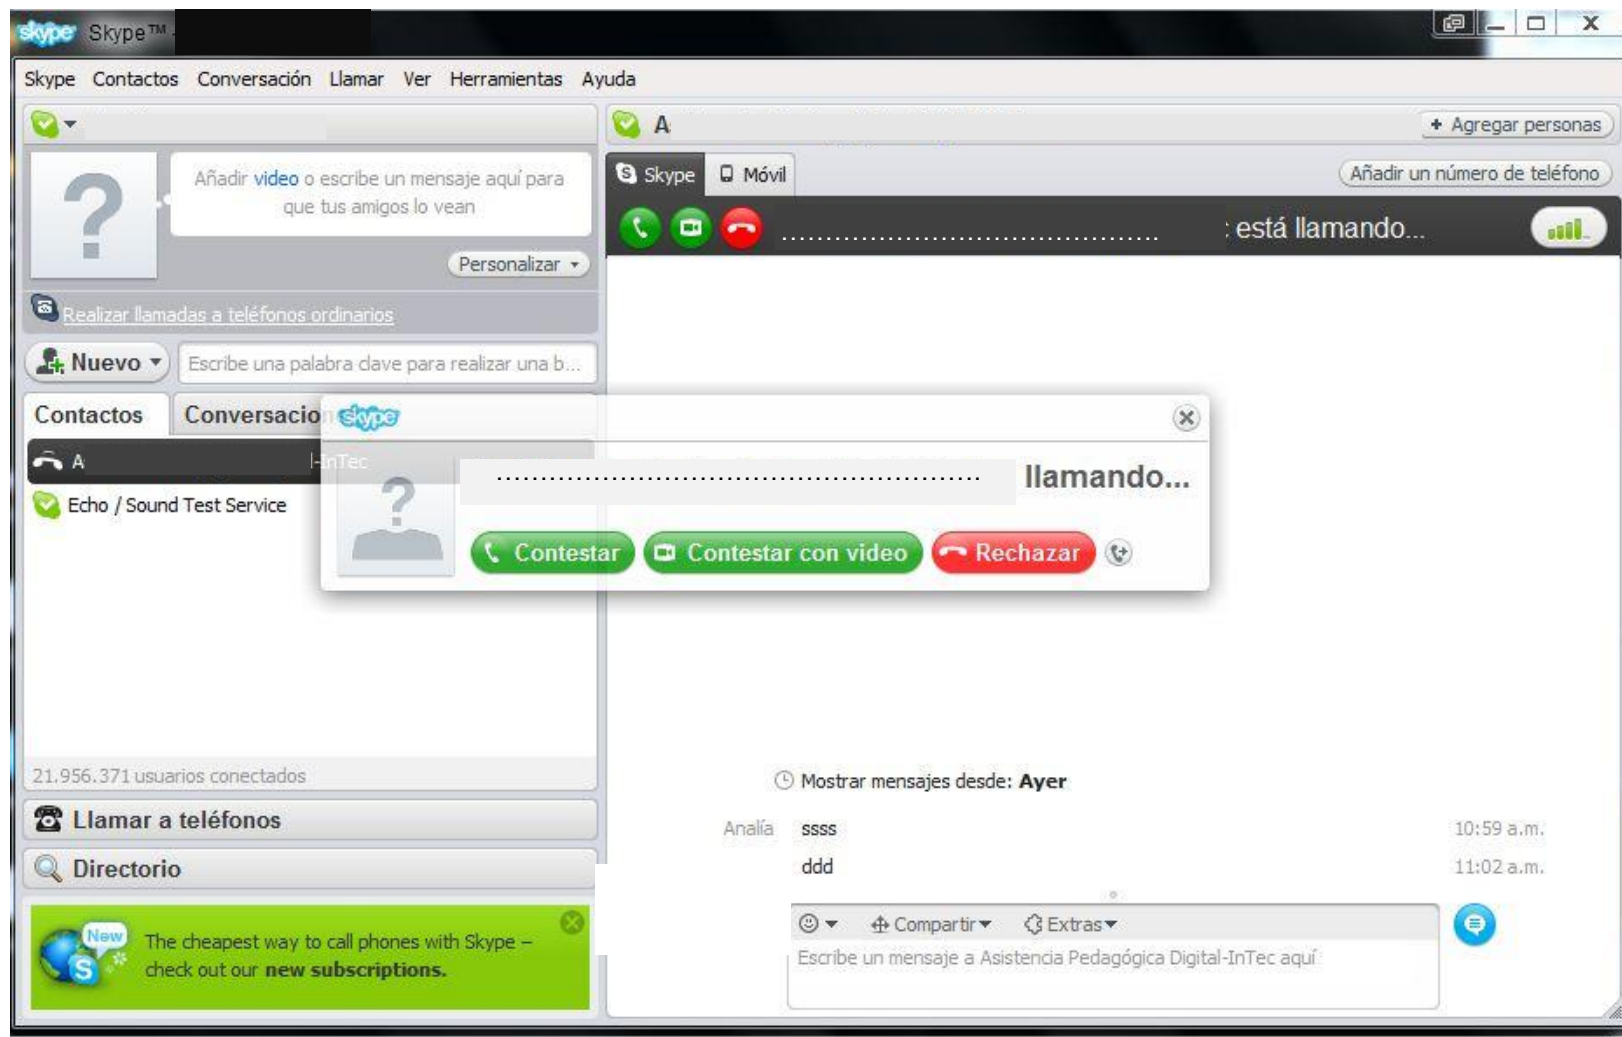 skype Skype™ -
Skype Contactos Conversación Llamar Ver Herramientas Ayuda
A
+ Agregar personas
Añadir video o escribe un mensaje aquí para
que tus amigos lo vean
Personalizar
Realizar llamadas a teléfonos ordinarios
Skype Móvil
Añadir un número de teléfono
está llamando...
Nuevo
Escribe una palabra clave para realizar una b...
Contactos Conversacion
A l-InTec
Echo / Sound Test Service
skype
llamando...
Contestar Contestar con video Rechazar
21.956.371 usuarios conectados
Llamar a teléfonos
Directorio
New
The cheapest way to call phones with Skype –
check out our new subscriptions.
Mostrar mensajes desde: Ayer
Analía ssss 10:59 a.m.
ddd 11:02 a.m.
Compartir Extras
Escribe un mensaje a Asistencia Pedagógica Digital-InTec aquí